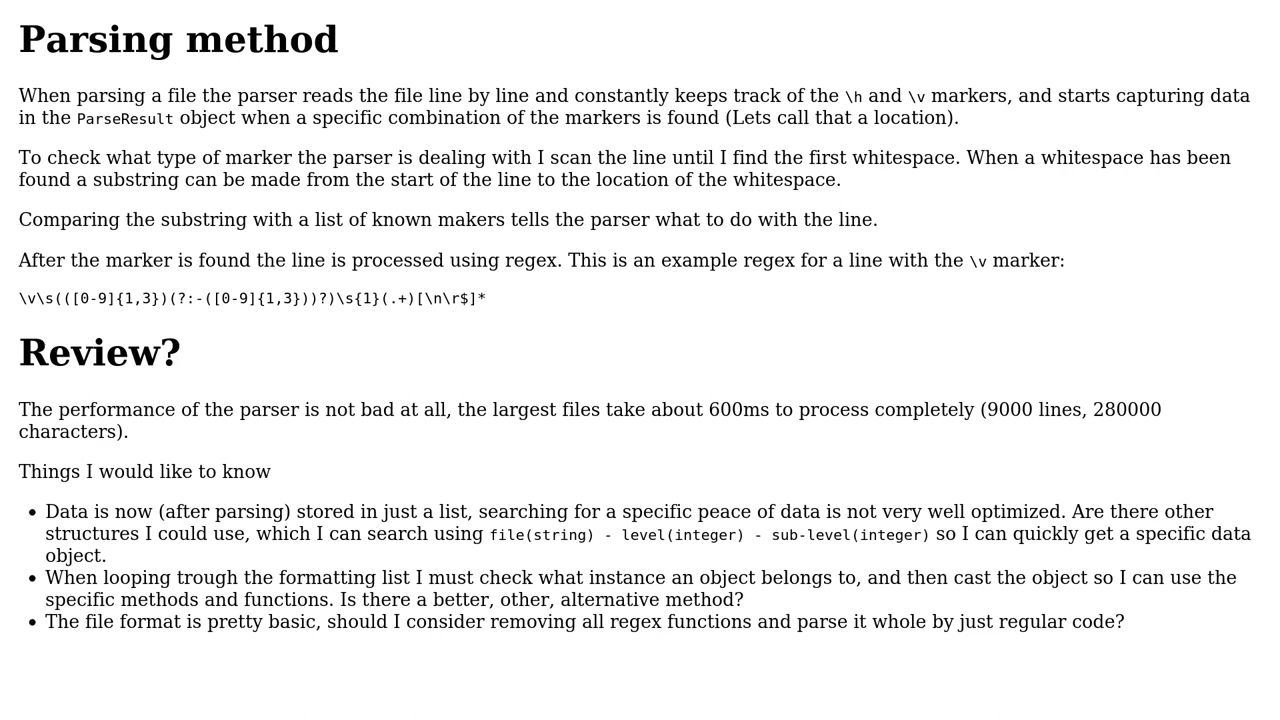 Parsing method
When parsing a file the parser reads the file line by line and constantly keeps track of the \h and \v markers, and starts capturing data
in the ParseResult object when a specific combination of the markers is found (Lets call that a location).
To check what type of marker the parser is dealing with I scan the line until I find the first whitespace. When a whitespace has been
found a substring can be made from the start of the line to the location of the whitespace.
Comparing the substring with a list of known makers tells the parser what to do with the line.
After the marker is found the line is processed using regex. This is an example regex for a line with the \v marker:
\v\s(([0-9]{1,3})(?:-([0-9]{1,3}))?)\s{1}(.+)[\n\r$]*
Review?
The performance of the parser is not bad at all, the largest files take about 600ms to process completely (9000 lines, 280000
characters).
Things I would like to know
• Data is now (after parsing) stored in just a list, searching for a specific peace of data is not very well optimized. Are there other
structures I could use, which I can search using file(string) - level(integer) - sub-level(integer) so I can quickly get a specific data
object.
• When looping trough the formatting list I must check what instance an object belongs to, and then cast the object so I can use the
specific methods and functions. Is there a better, other, alternative method?
• The file format is pretty basic, should I consider removing all regex functions and parse it whole by just regular code?